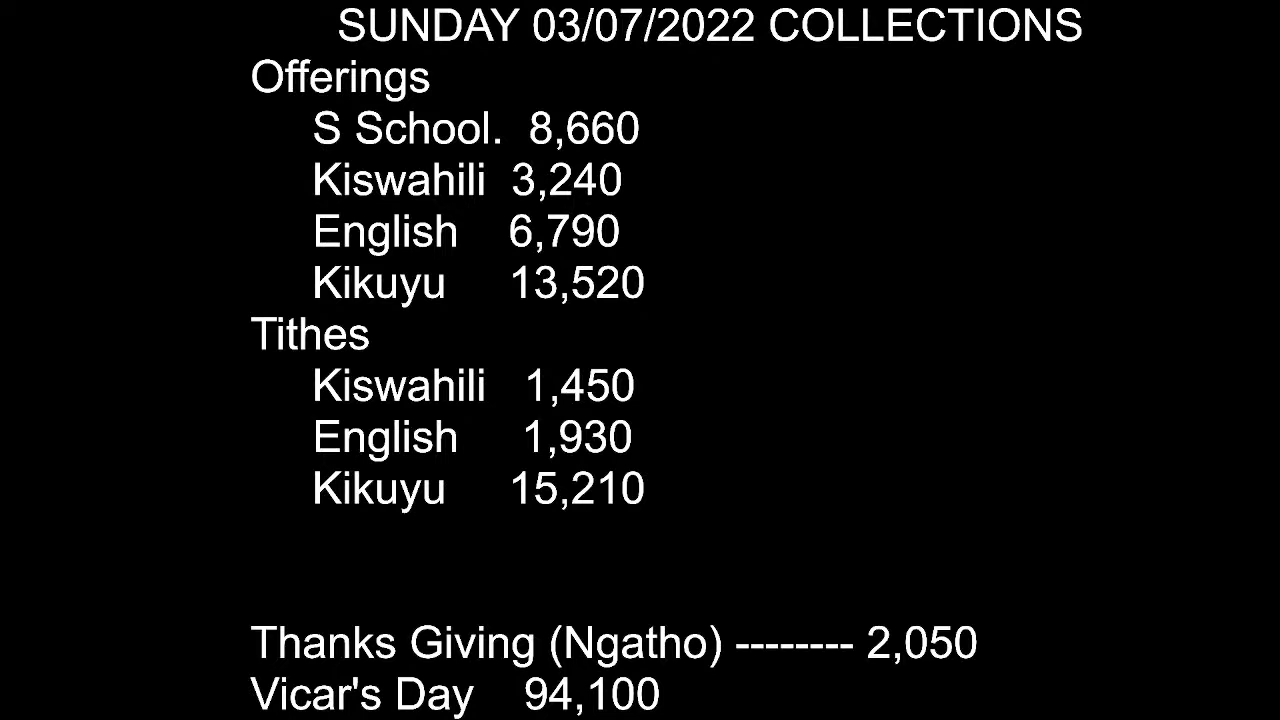 SUNDAY 03/07/2022 COLLECTIONS
Offerings
S School. 8,660
Kiswahili 3,240
English 6,790
Kikuyu 13,520
Tithes
Kiswahili 1,450
English 1,930
Kikuyu 15,210
Thanks Giving (Ngatho) -------- 2,050
Vicar's Day 94,100